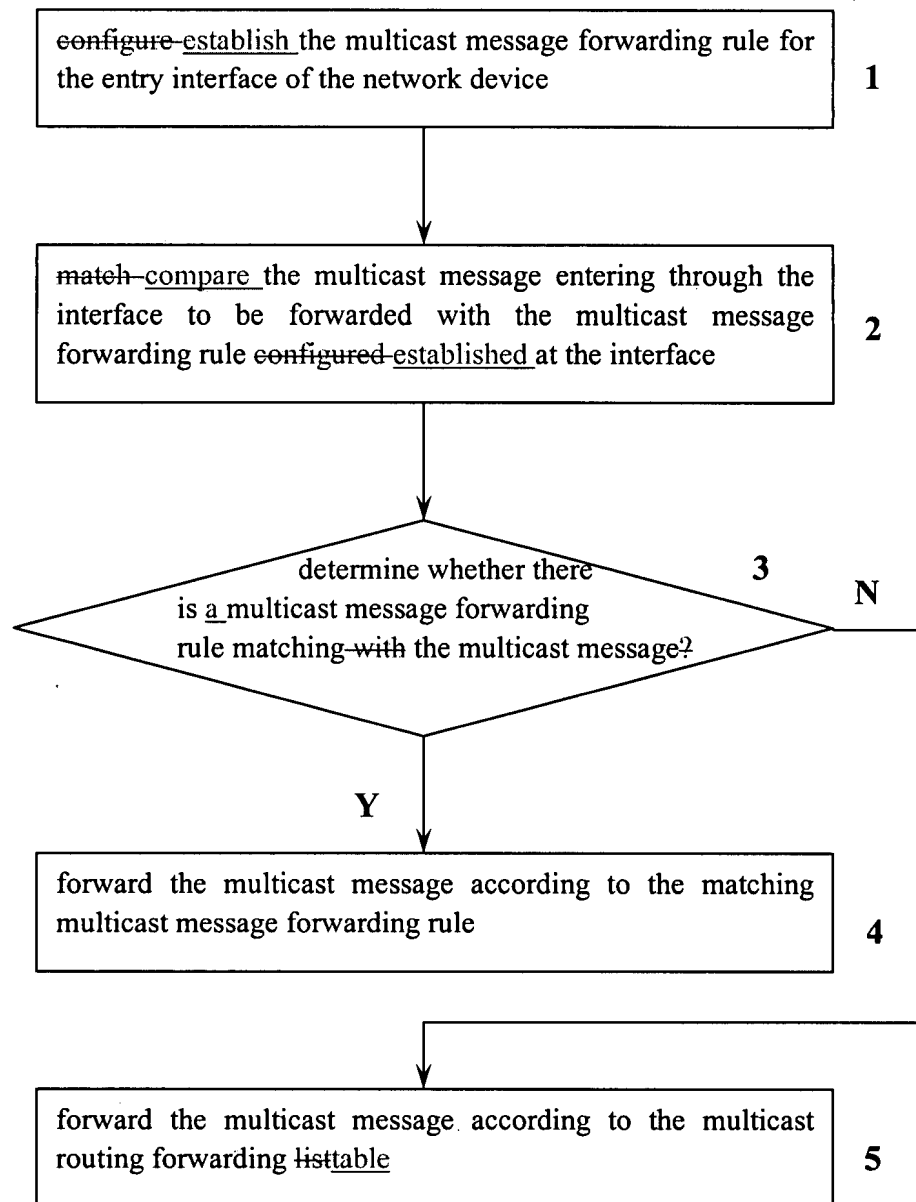 configure establish the multicast message forwarding rule for
the entry interface of the network device
1
match compare the multicast message entering through the
interface to be forwarded with the multicast message
forwarding rule configured established at the interface
2
determine whether there
is a multicast message forwarding
rule matching with the multicast message?
3
N
Y
forward the multicast message according to the matching
multicast message forwarding rule
4
forward the multicast message according to the multicast
routing forwarding listtable
5